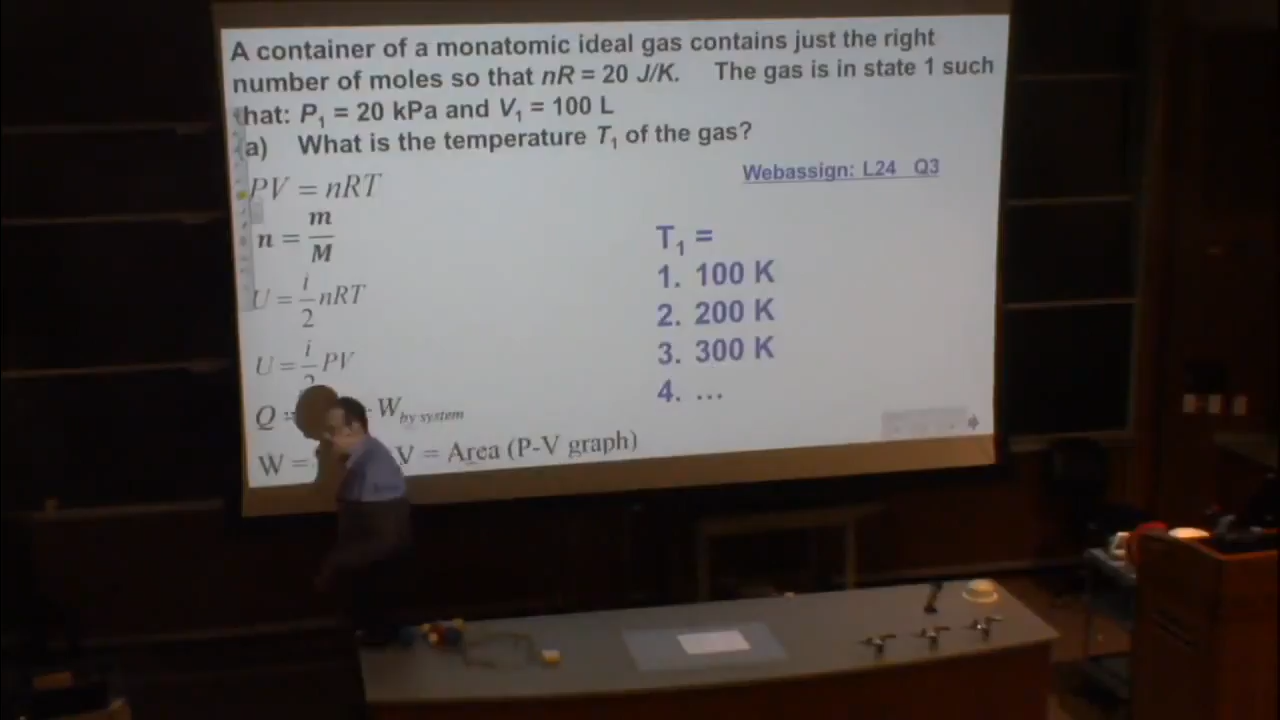 A container of a monatomic ideal gas contains just the right
number of moles so that nR = 20 J/K. The gas is in state 1 such
that: P₁ = 20 kPa and V₁ = 100 L
(a) What is the temperature T₁ of the gas?
Webassign: L24 Q3
PV = nRT
n = m/M
U = i/2 nRT
U = i/2 PV
Q = W by system
W = V = Area (P-V graph)
T₁ =
1. 100 K
2. 200 K
3. 300 K
4. ...